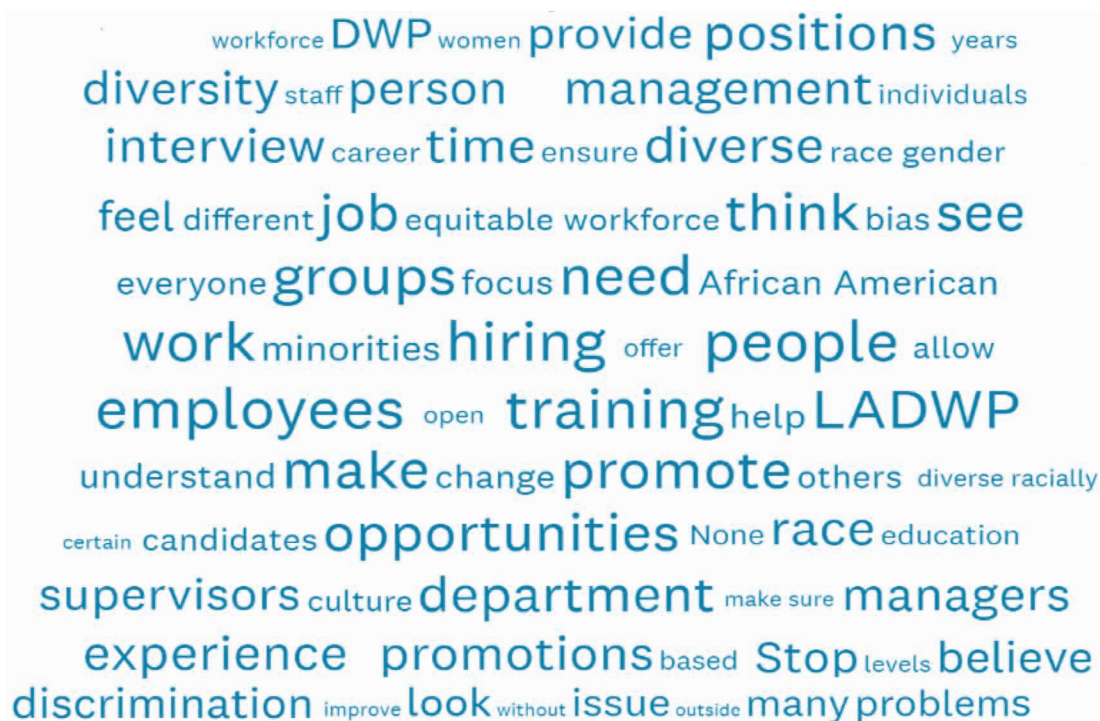 workforce DWP women provide positions years
diversity staff person management individuals
interview career time ensure diverse race gender
feel different job equitable workforce think bias see
everyone groups focus need African American
work minorities hiring offer people allow
employees open training help LADWP
understand make change promote others diverse racially
certain candidates opportunities None race education
supervisors culture department make sure managers
experience promotions based Stop levels believe
discrimination improve look without issue outside many problems